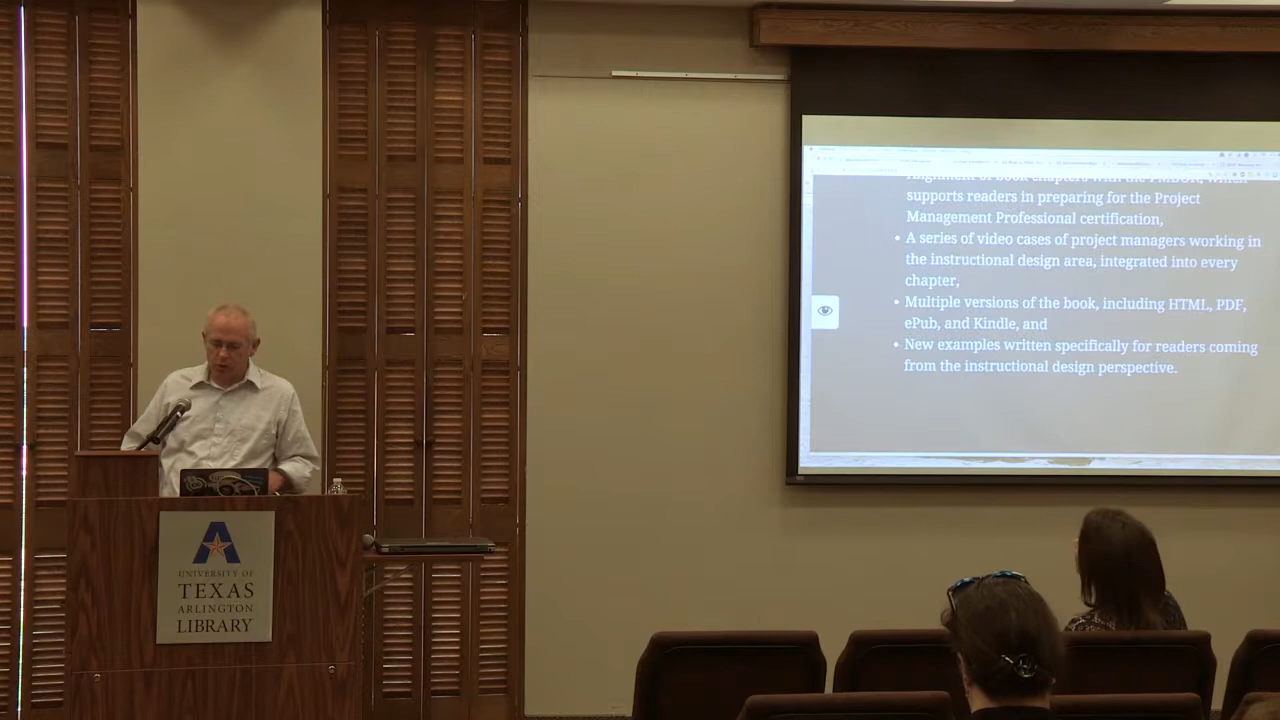 supports readers in preparing for the Project
Management Professional certification,
• A series of video cases of project managers working in
the instructional design area, integrated into every
chapter,
• Multiple versions of the book, including HTML, PDF,
ePub, and Kindle, and
• New examples written specifically for readers coming
from the instructional design perspective.
A
UNIVERSITY OF
TEXAS
ARLINGTON
LIBRARY